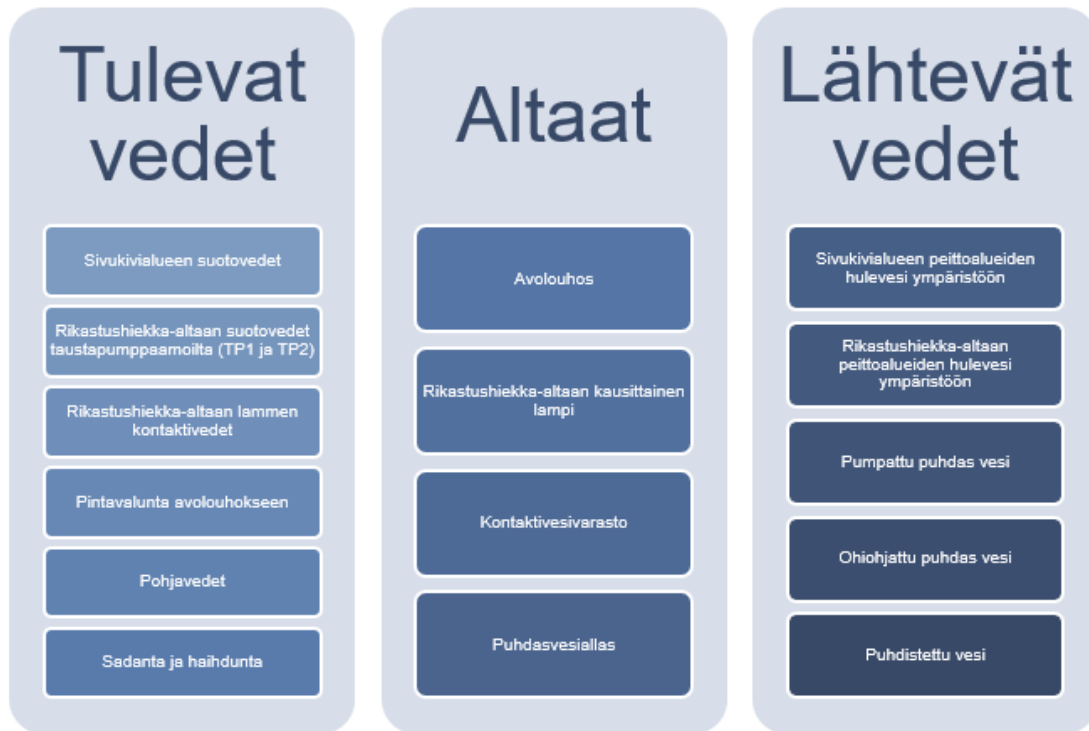 Tulevat
vedet
Sivukivialueen suotovedet
Rikastushiekka-altaan suotovedet
taustapumppaamoilta (TP1 ja TP2)
Rikastushiekka-altaan lammen
kontaktivedet
Pintavalunta avolouhokseen
Pohjavedet
Sadanta ja haihdunta
Altaat
Avolouhos
Rikastushiekka-altaan kausittainen
lampi
Kontaktivesivarasto
Puhdasvesiallas
Lähtevät
vedet
Sivukivialueen peittoalueiden
hulevesi ympäristöön
Rikastushiekka-altaan
peittoalueiden hulevesi
ympäristöön
Pumpattu puhdas vesi
Ohiohjattu puhdas vesi
Puhdistettu vesi